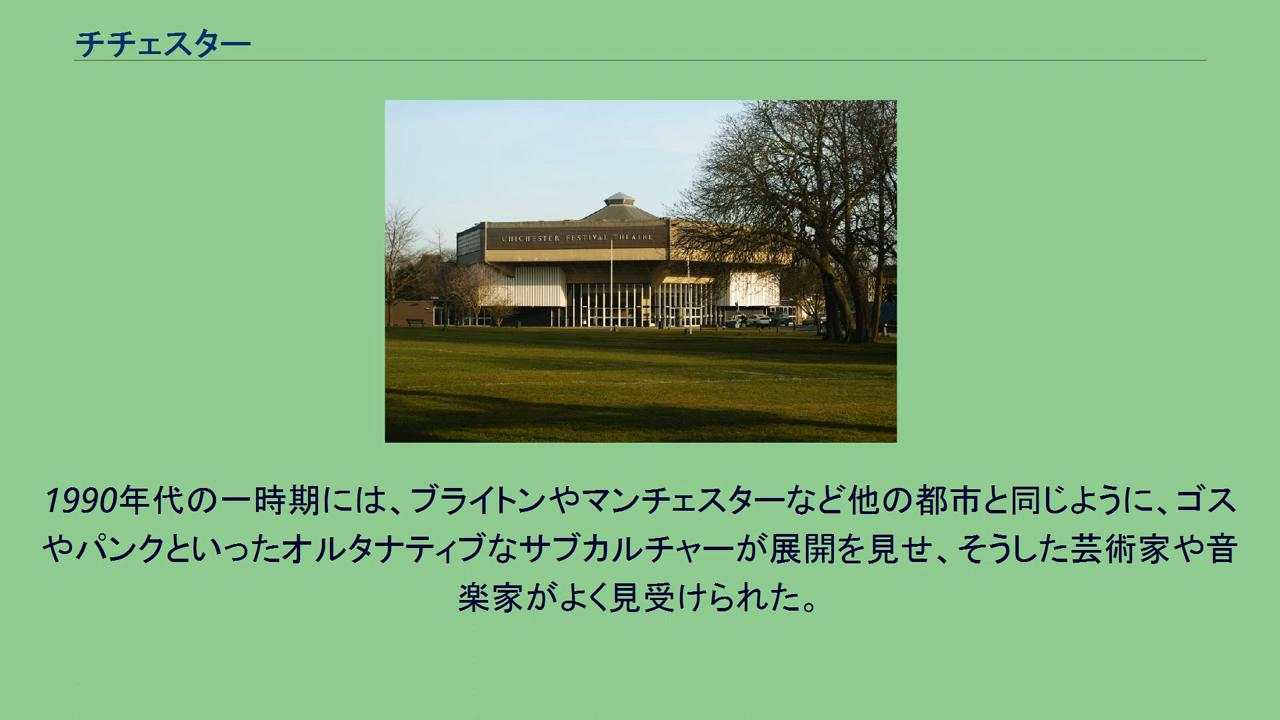 チチェスター
CHICHESTER FESTIVAL THEATRE
1990年代の一時期には、ブライトンやマンチェスターなど他の都市と同じように、ゴス
やパンクといったオルタナティブなサブカルチャーが展開を見せ、そうした芸術家や音
楽家がよく見受けられた。